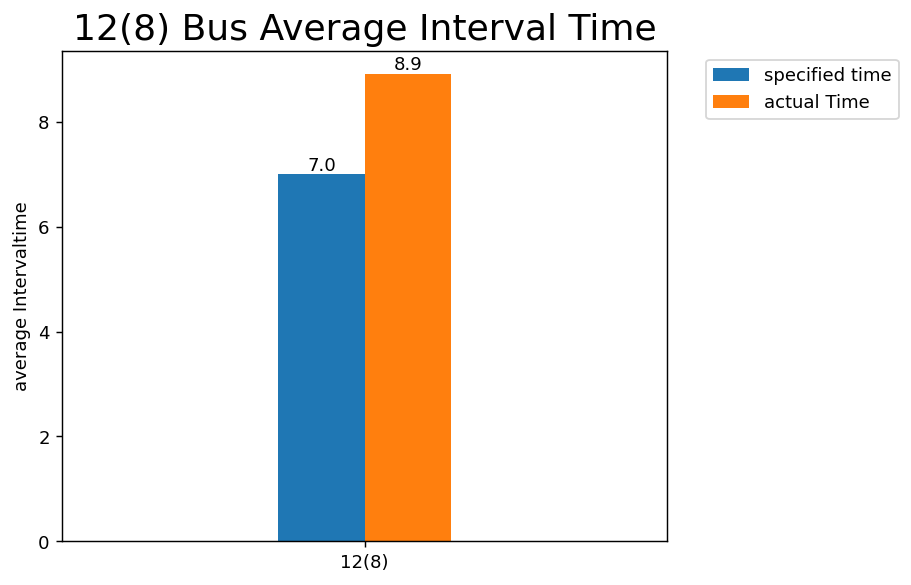 12(8) Bus Average Interval Time
specified time
actual Time
8.9
7.0
average Intervaltime
8
6
4
2
0
12(8)